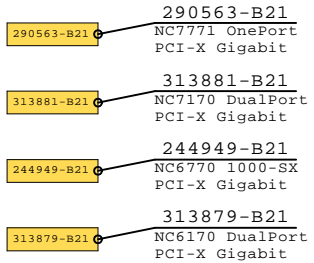 290563-B21
290563-B21
NC7771 OnePort
PCI-X Gigabit
313881-B21
313881-B21
NC7170 DualPort
PCI-X Gigabit
244949-B21
244949-B21
NC6770 1000-SX
PCI-X Gigabit
313879-B21
313879-B21
NC6170 DualPort
PCI-X Gigabit